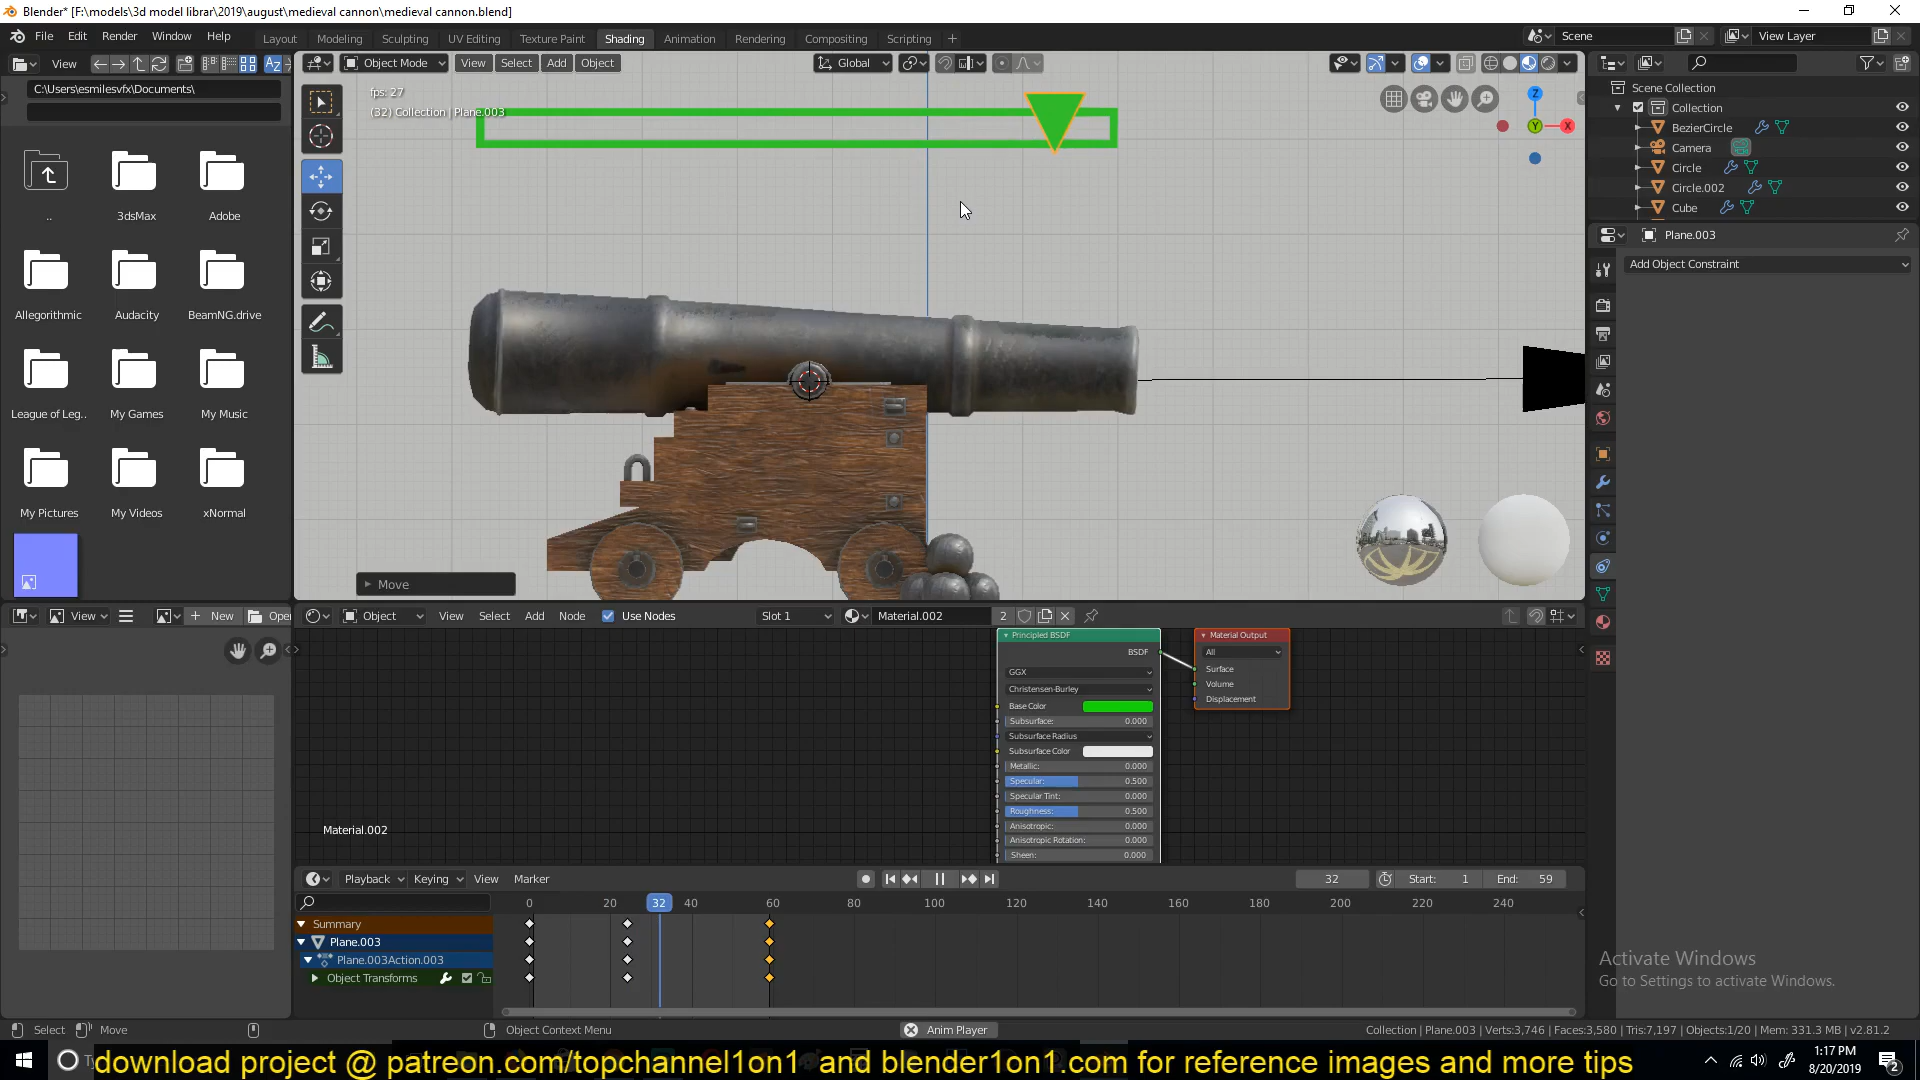 Blender* [F:\models\3d model librar\2019\august\medieval cannon\medieval cannon.blend]
File Edit Render Window Help
Layout Modeling Sculpting UV Editing Texture Paint Shading Animation Rendering Compositing Scripting +
Scene
View Layer
View
C:\Users\esmilesvfx\Documents\
..
3dsMax
Adobe
Allegorithmic
Audacity
BeamNG.drive
League of Leg..
My Games
My Music
My Pictures
My Videos
xNormal
Object Mode View Select Add Object
Global
fps: 27
(32) Collection | Plane.003
Z
Y
X
Move
Scene Collection
Collection
BezierCircle
Camera
Circle
Circle.002
Cube
Plane.003
Add Object Constraint
View
New
Open
Object View Select Add Node Use Nodes
Slot 1
Material.002
2
Principled BSDF
BSDF
GGX
Christensen-Burley
Base Color
Subsurface: 0.000
Subsurface Radius
Subsurface Color
Metallic: 0.000
Specular: 0.500
Specular Tint: 0.000
Roughness: 0.500
Anisotropic: 0.000
Anisotropic Rotation: 0.000
Sheen: 0.000
Material Output
All
Surface
Volume
Displacement
Material.002
Playback Keying View Marker
32
Start: 1
End: 59
0 20 32 40 60 80 100 120 140 160 180 200 220 240
Summary
Plane.003
Plane.003Action.003
Object Transforms
Activate Windows
Go to Settings to activate Windows.
Select
Move
Object Context Menu
Anim Player
Collection | Plane.003 | Verts:3,746 | Faces:3,580 | Tris:7,197 | Objects:1/20 | Mem: 331.3 MB | v2.81.2
download project @ patreon.com/topchannel1on1 and blender1on1.com for reference images and more tips
1:17 PM
8/20/2019
2